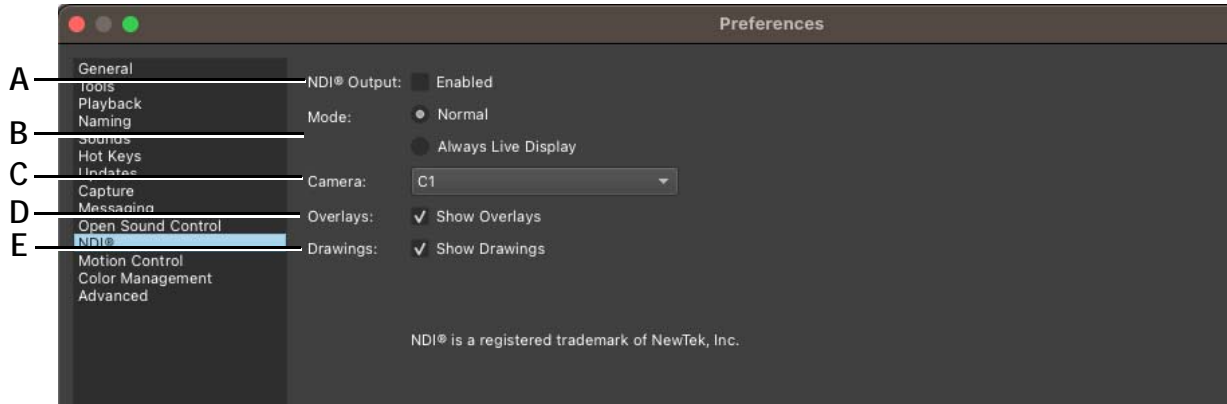 Preferences
General
A
Tools
NDI® Output:
Enabled
Playback
Naming
B
Mode:
Normal
Sounds
Hot Keys
Always Live Display
Updates
C
Capture
Camera:
C1
Messaging
D
Open Sound Control
Overlays:
Show Overlays
E
NDI®
Drawings:
Show Drawings
Motion Control
Color Management
Advanced
NDI® is a registered trademark of NewTek, Inc.